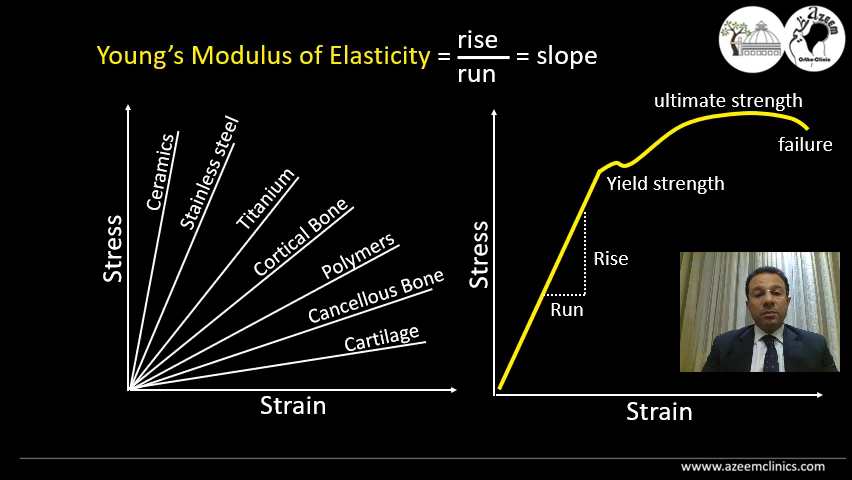 Young's Modulus of Elasticity = rise/run = slope
Azeem
Ortho-Clinic
Stress
Ceramics
Stainless steel
Titanium
Cortical Bone
Polymers
Cancellous Bone
Cartilage
Strain
Stress
ultimate strength
failure
Yield strength
Rise
Run
Strain
www.azeemclinics.com